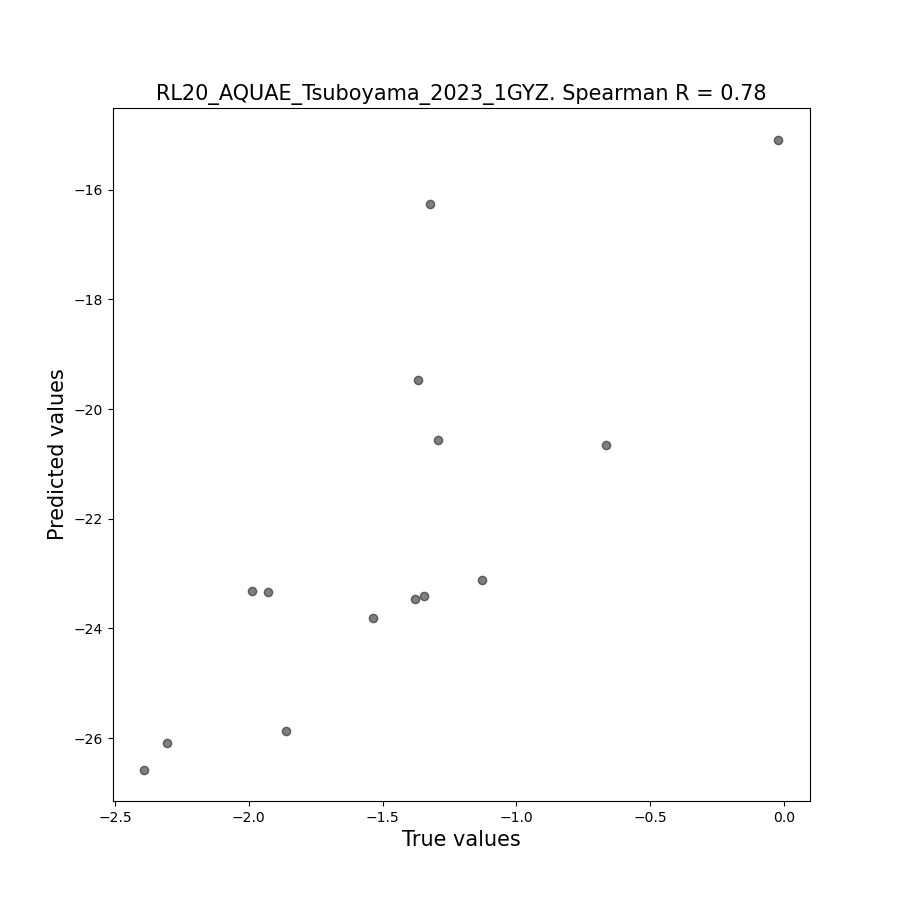 RL20_AQUAE_Tsuboyama_2023_1GYZ. Spearman R = 0.78
Predicted values
−16
−18
−20
−22
−24
−26
−2.5 −2.0 −1.5 −1.0 −0.5 0.0
True values